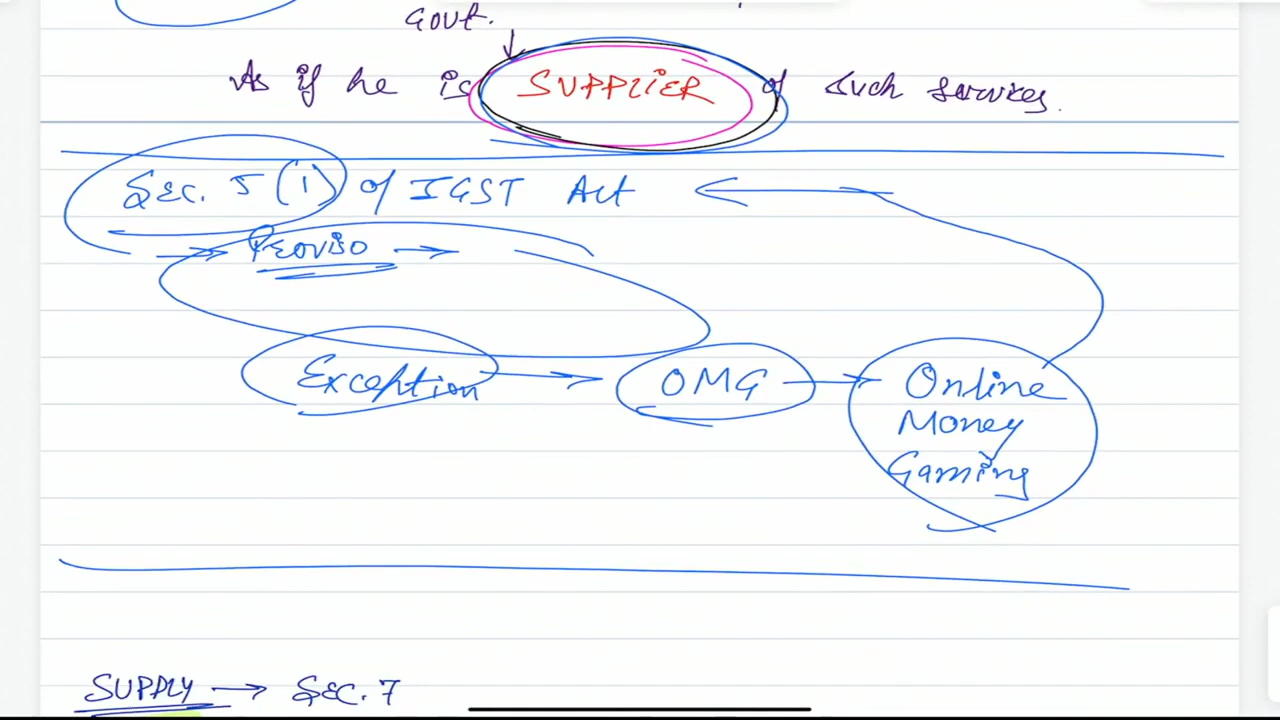 Govt.
As if he is SUPPLIER of such services.
Sec. 5 (1) of IGST Act
Proviso
Exception → OMG → Online
Money
Gaming
SUPPLY → SEC. 7